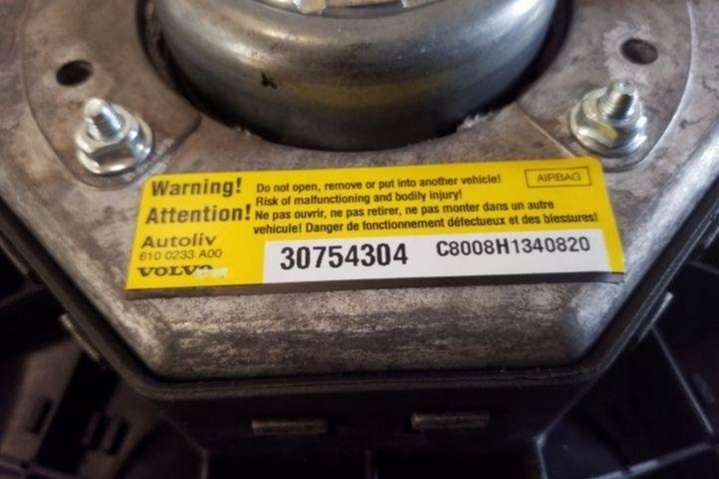 Warning! Do not open, remove or put into another vehicle! AIRBAG
Risk of malfunctioning and bodily injury!
Attention! Ne pas ouvrir, ne pas retirer, ne pas monter dans un autre
vehicule! Danger de fonctionnement défectueux et des blessures!
Autoliv
610 0233 A00
VOLVO
30754304 C8008H1340820